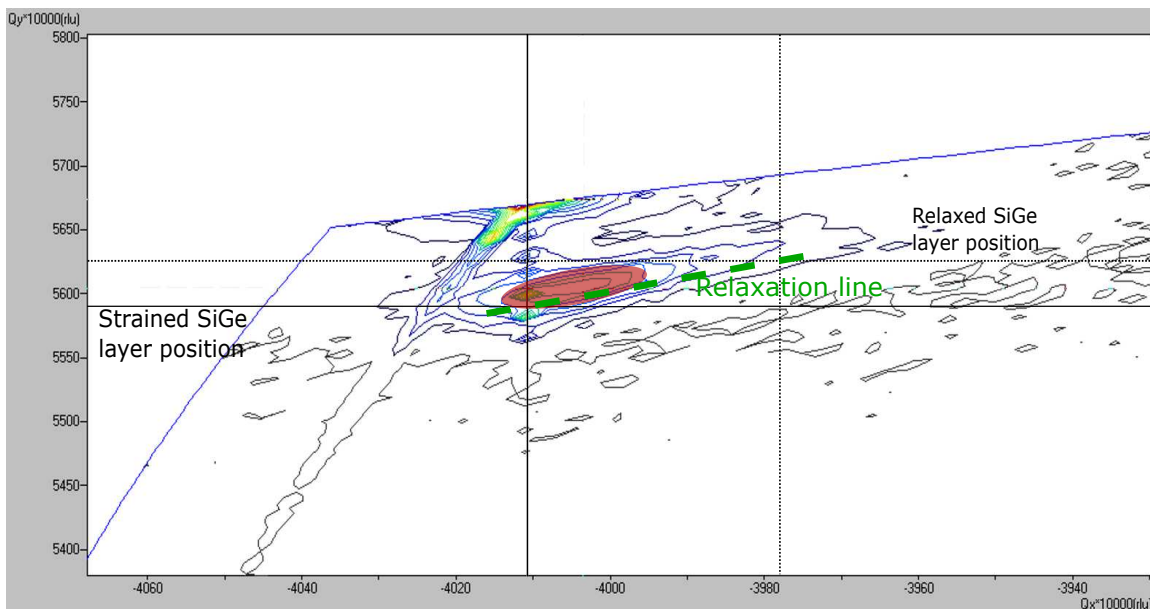 Qy*10000(rlu)
5800
5750
5700
5650
5600
5550
5500
5450
5400
Relaxed SiGe
layer position
Relaxation line
Strained SiGe
layer position
-4060
-4040
-4020
-4000
-3980
-3960
-3940
Qx*10000(rlu)